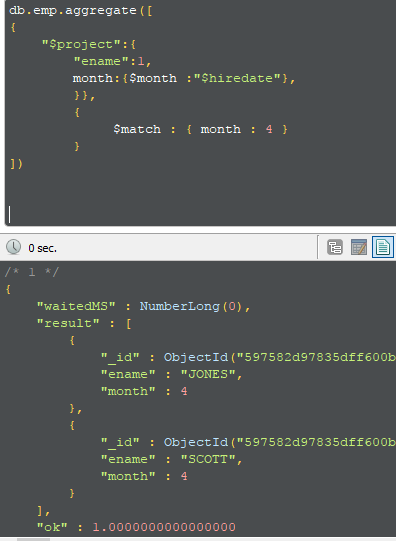 db.emp.aggregate([
{
"$project":{
"ename":1,
month:{$month :"$hiredate"},
}},
{
$match : { month : 4 }
}
])
0 sec.
/* 1 */
{
"waitedMS" : NumberLong(0),
"result" : [
{
"_id" : ObjectId("597582d97835dff600b
"ename" : "JONES",
"month" : 4
},
{
"_id" : ObjectId("597582d97835dff600b
"ename" : "SCOTT",
"month" : 4
}
],
"ok" : 1.0000000000000000